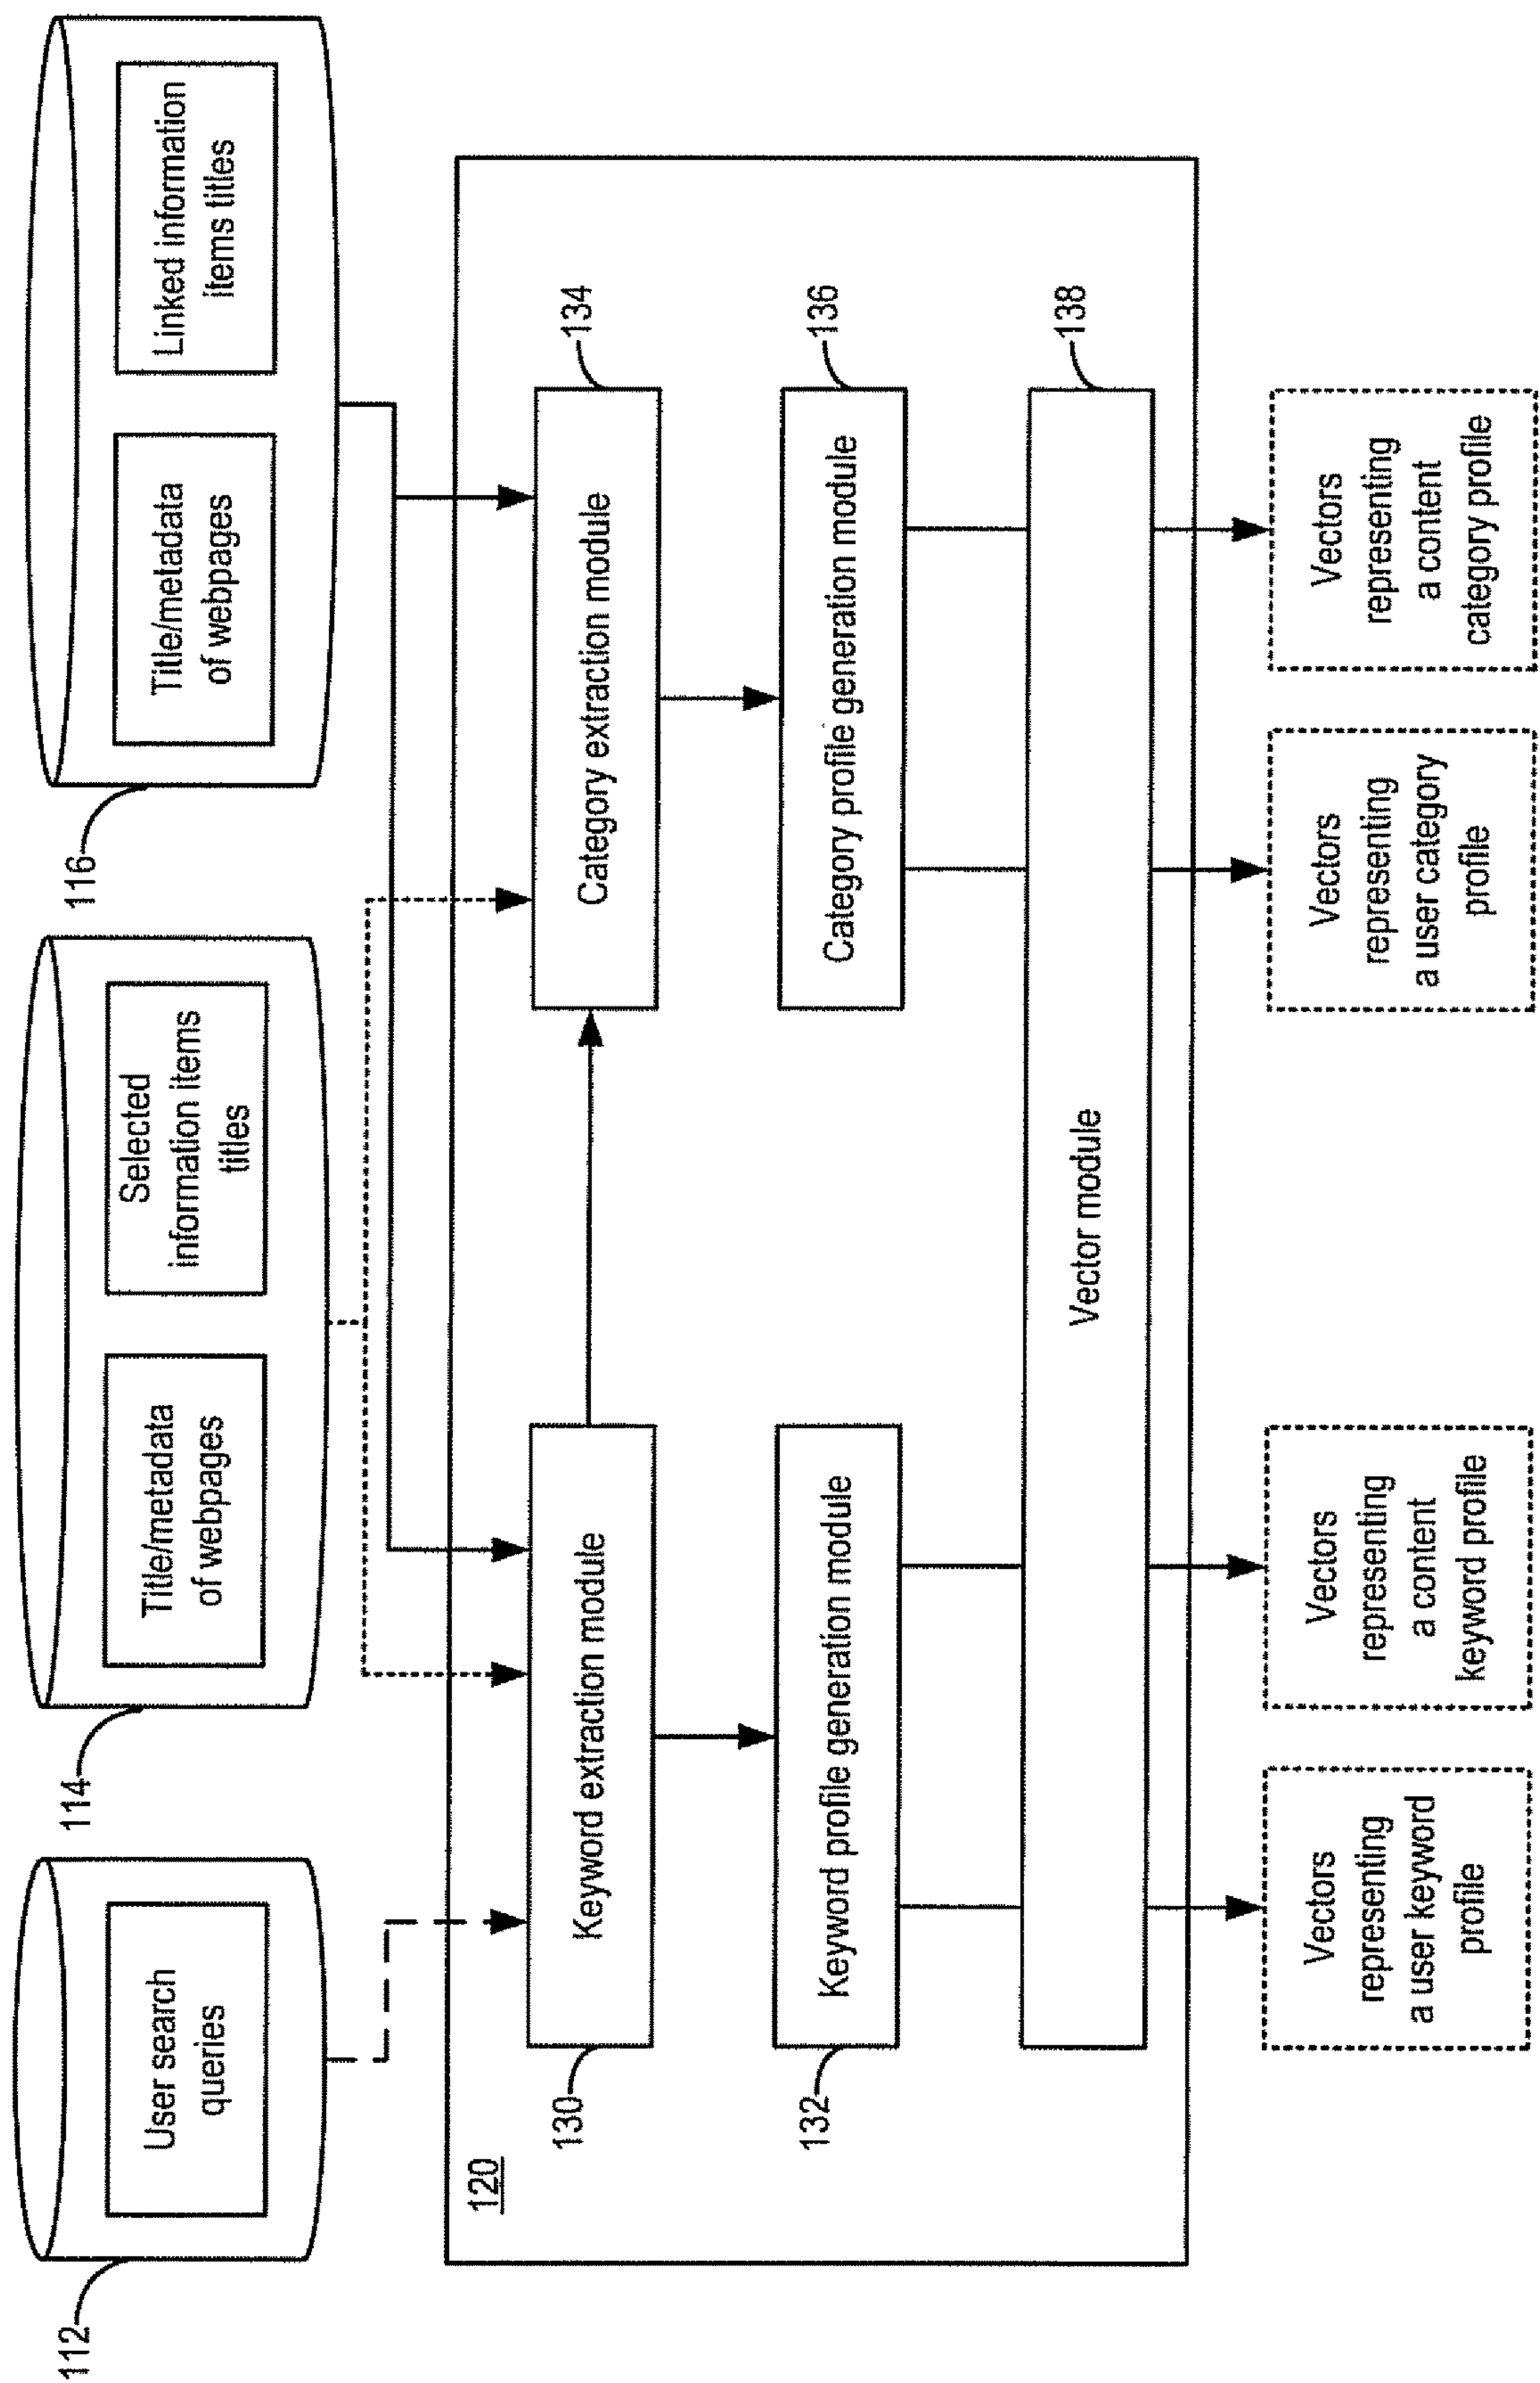 112
User search
queries
114
Title/metadata
of webpages
Selected
information items
titles
116
Title/metadata
of webpages
Linked information
items titles
120
130
Keyword extraction module
Category extraction module
134
132
Keyword profile generation module
Category profile generation module
136
Vector module
138
Vectors
representing
a user keyword
profile
Vectors
representing
a content
keyword profile
Vectors
representing
a user category
profile
Vectors
representing
a content
category profile